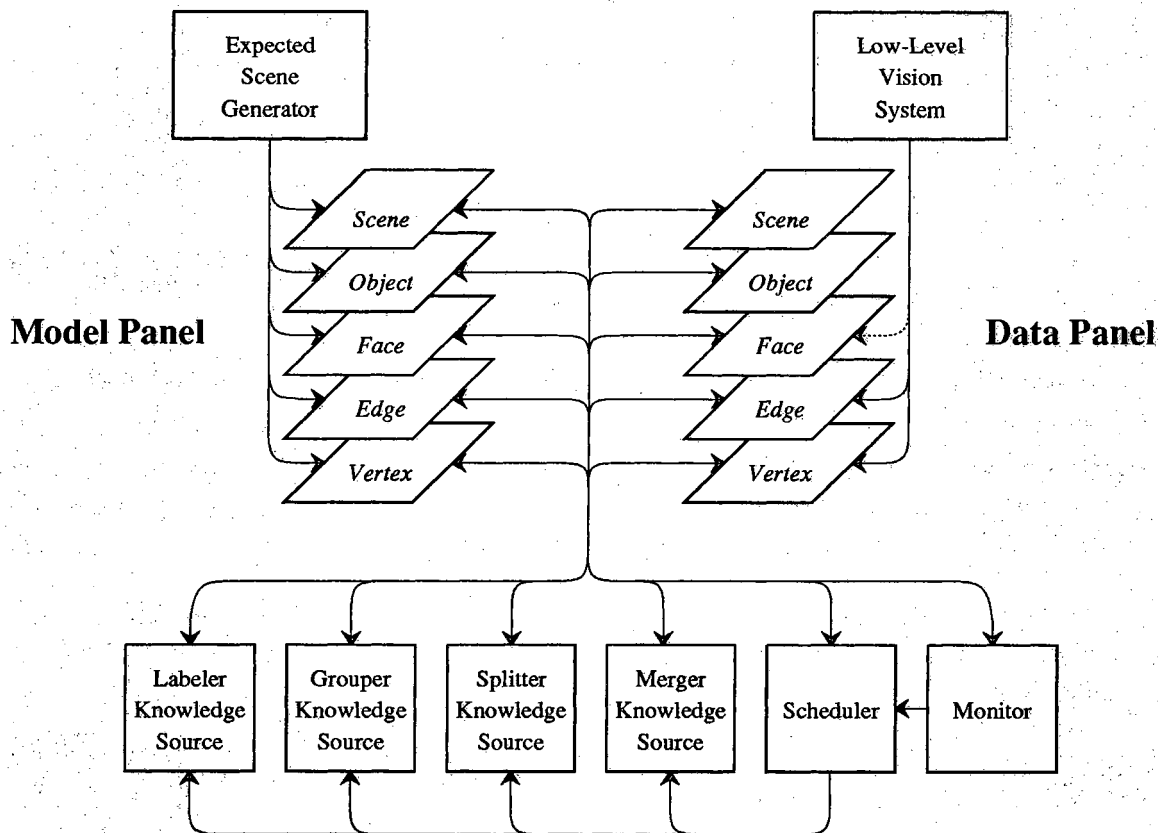 Expected
Scene
Generator
Low-Level
Vision
System
Scene
Object
Face
Edge
Vertex
Scene
Object
Face
Edge
Vertex
Model Panel
Data Panel
Labeler
Knowledge
Source
Grouper
Knowledge
Source
Splitter
Knowledge
Source
Merger
Knowledge
Source
Scheduler
Monitor